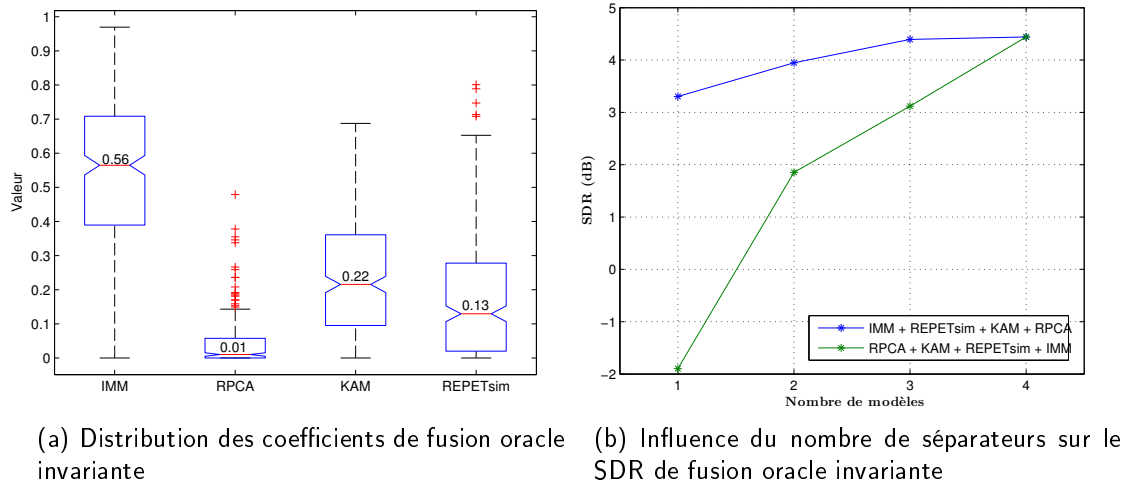 1
0.9
0.8
0.7
0.6
0.5
0.4
0.3
0.2
0.1
0
Valeur
0.56
0.01
0.22
0.13
IMM RPCA KAM REPETsim
(a) Distribution des coefficients de fusion oracle
invariante
5
4
3
2
1
0
−1
−2
SDR (dB)
IMM + REPETsim + KAM + RPCA
RPCA + KAM + REPETsim + IMM
1 2 3 4
Nombre de modèles
(b) Influence du nombre de séparateurs sur le
SDR de fusion oracle invariante